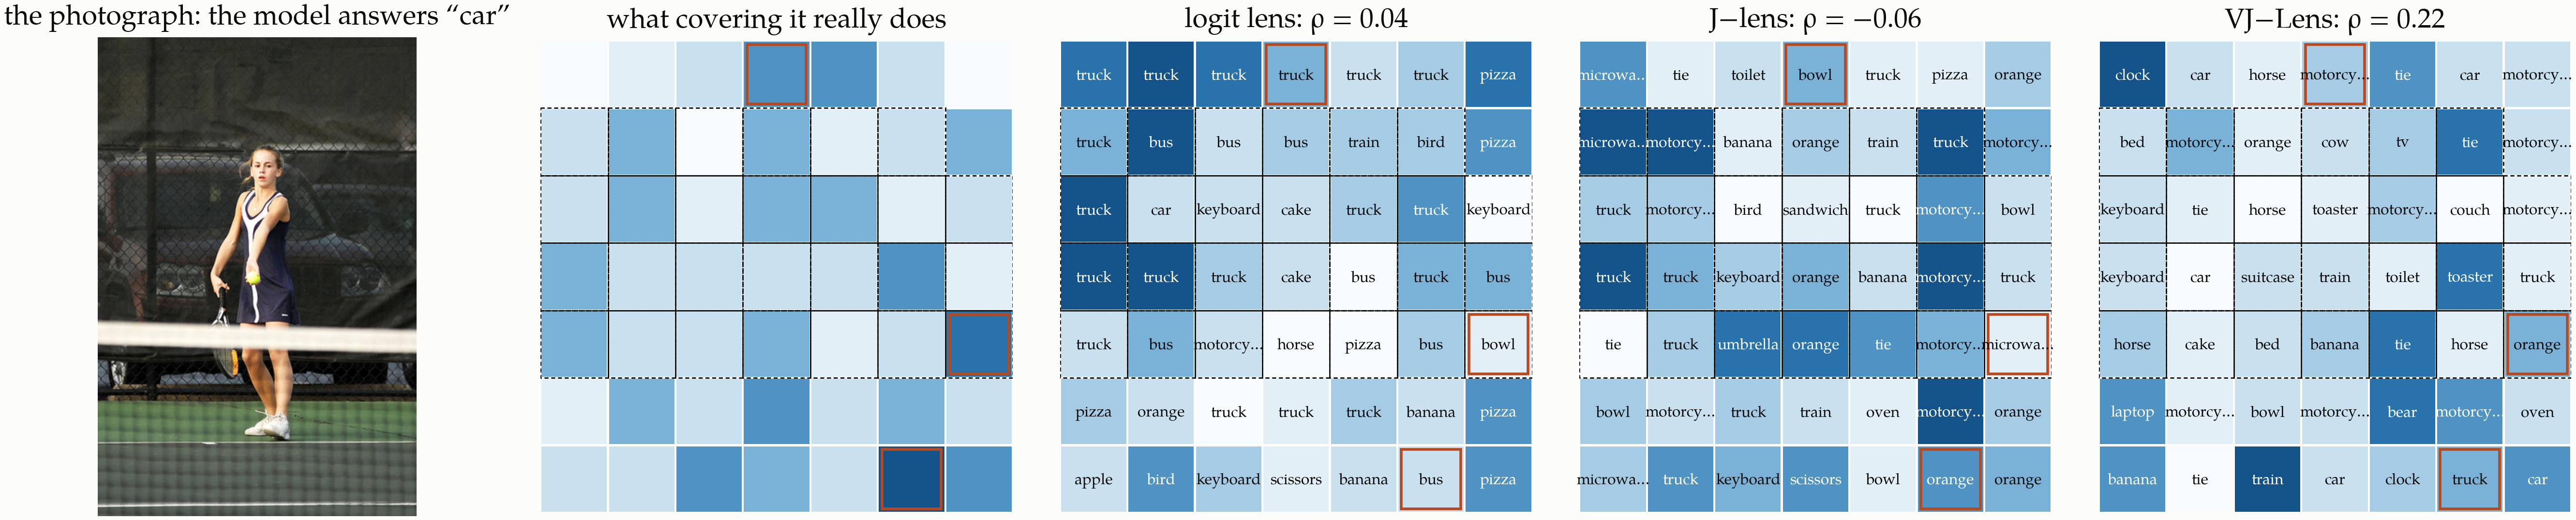 the photograph: the model answers “car”
what covering it really does
logit lens: ρ = 0.04
J−lens: ρ = −0.06
VJ−Lens: ρ = 0.22
truck truck truck truck truck truck pizza
truck bus bus bus train bird pizza
truck car keyboard cake truck truck keyboard
truck truck truck cake bus truck bus
truck bus motorcy... horse pizza bus bowl
pizza orange truck truck truck banana pizza
apple bird keyboard scissors banana bus pizza
microwa... tie toilet bowl truck pizza orange
microwa... motorcy... banana orange train truck motorcy...
truck motorcy... bird sandwich truck motorcy... bowl
truck truck keyboard orange banana motorcy... truck
tie truck umbrella orange tie motorcy... microwa...
bowl motorcy... truck train oven motorcy... orange
microwa... truck keyboard scissors bowl orange orange
clock car horse motorcy... tie car motorcy...
bed motorcy... orange cow tv tie motorcy...
keyboard tie horse toaster motorcy... couch motorcy...
keyboard car suitcase train toilet toaster truck
horse cake bed banana tie horse orange
laptop motorcy... bowl motorcy... bear motorcy... oven
banana tie train car clock truck car